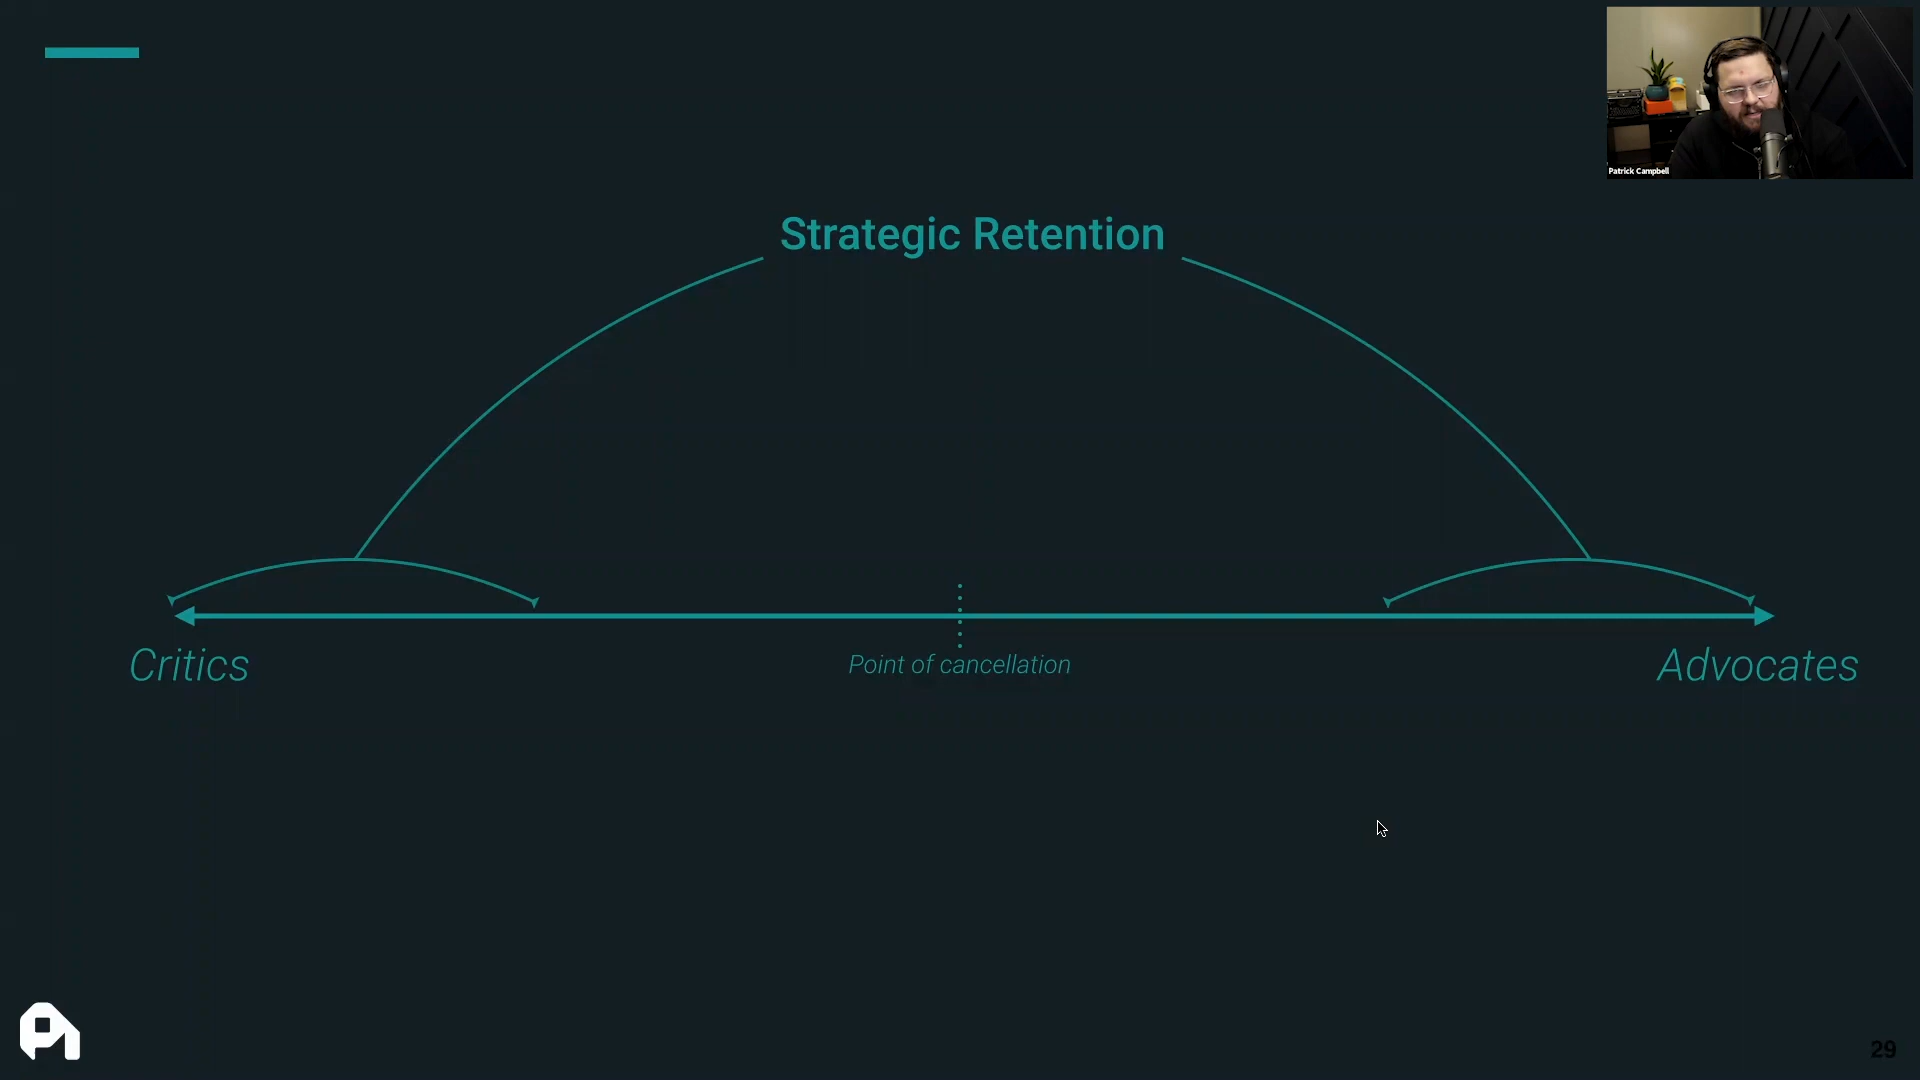 Patrick Campbell
Strategic Retention
Critics
Point of cancellation
Advocates
29